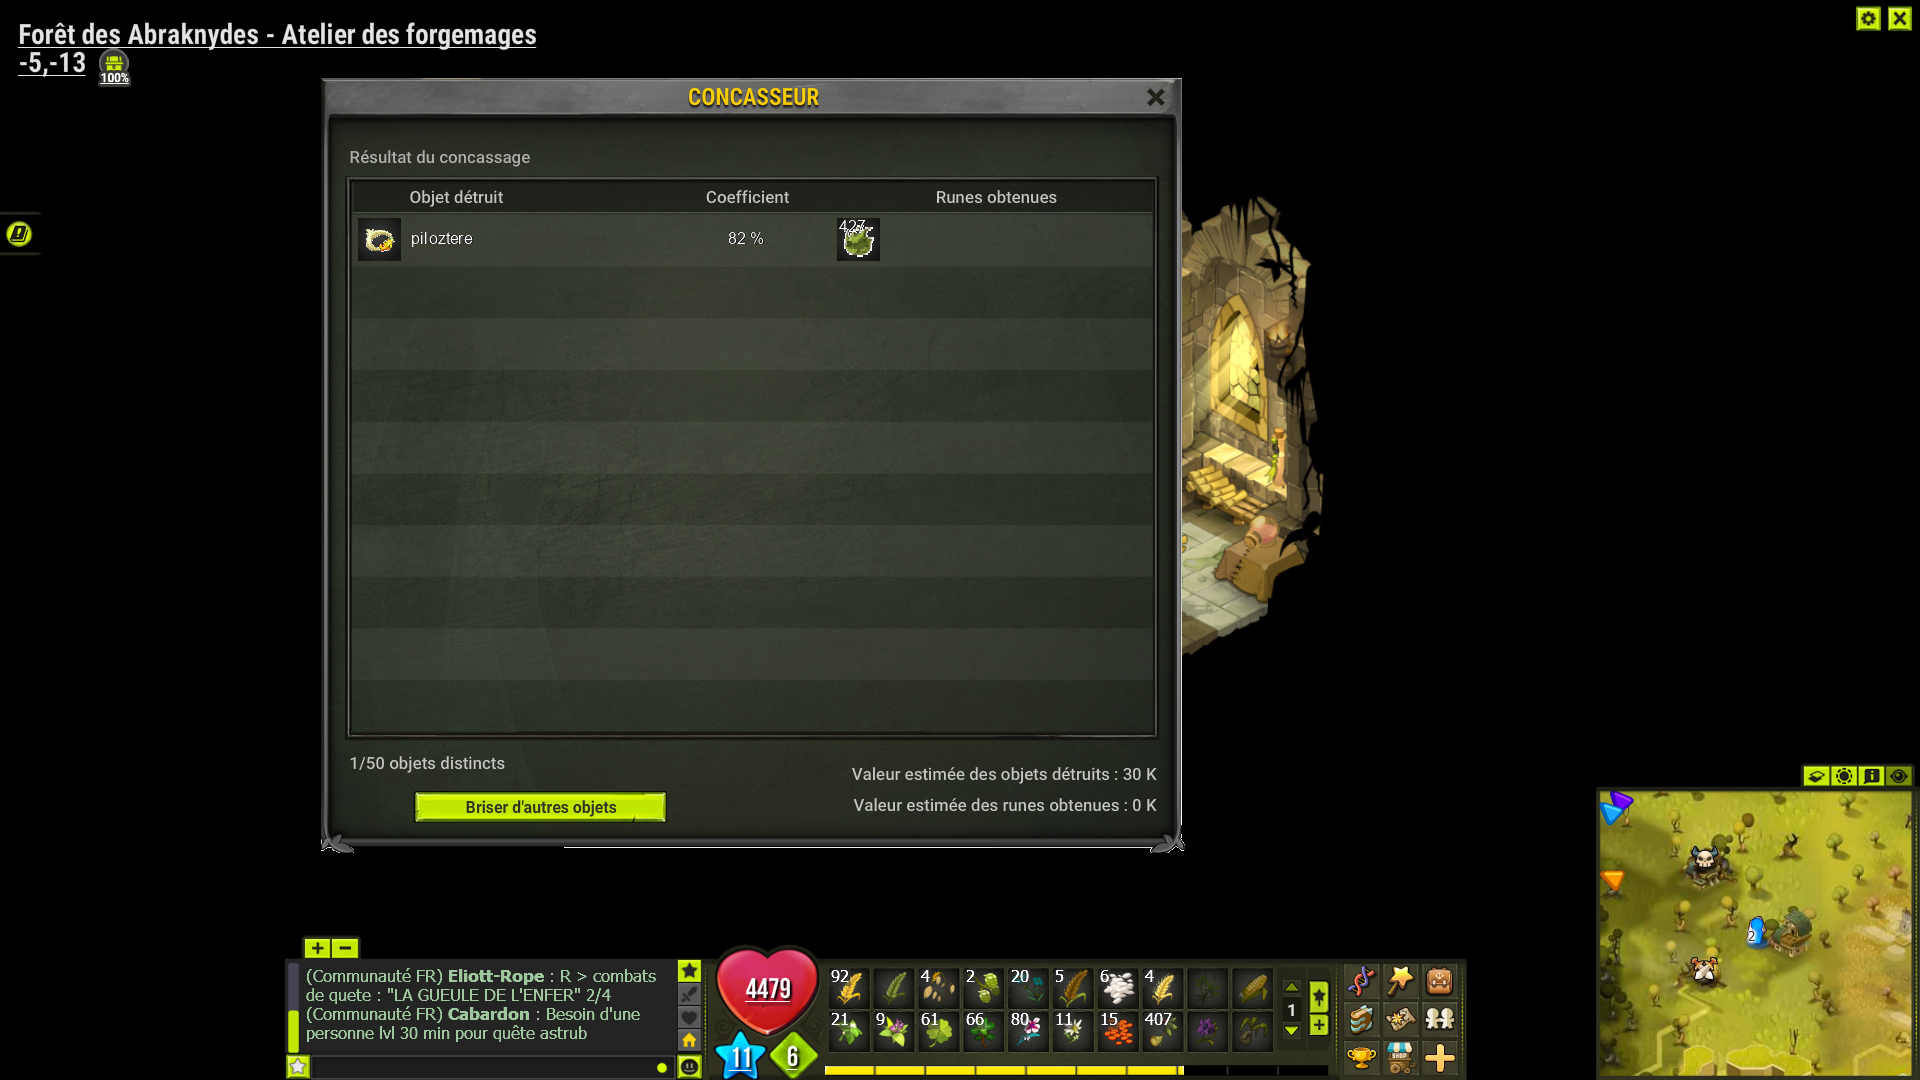 Forêt des Abraknydes - Atelier des forgemages
-5,-13
100%
CONCASSEUR
Résultat du concassage
Objet détruit Coefficient Runes obtenues
piloztere 82 % 427
1/50 objets distincts
Valeur estimée des objets détruits : 30 K
Briser d'autres objets
Valeur estimée des runes obtenues : 0 K
(Communauté FR) Eliott-Rope : R > combats
de quete : "LA GUEULE DE L'ENFER" 2/4
(Communauté FR) Cabardon : Besoin d'une
personne lvl 30 min pour quête astrub
4479
11
6
92 4 2 20 5 6 4
21 9 61 66 80 11 15 407
1
SHOP
2